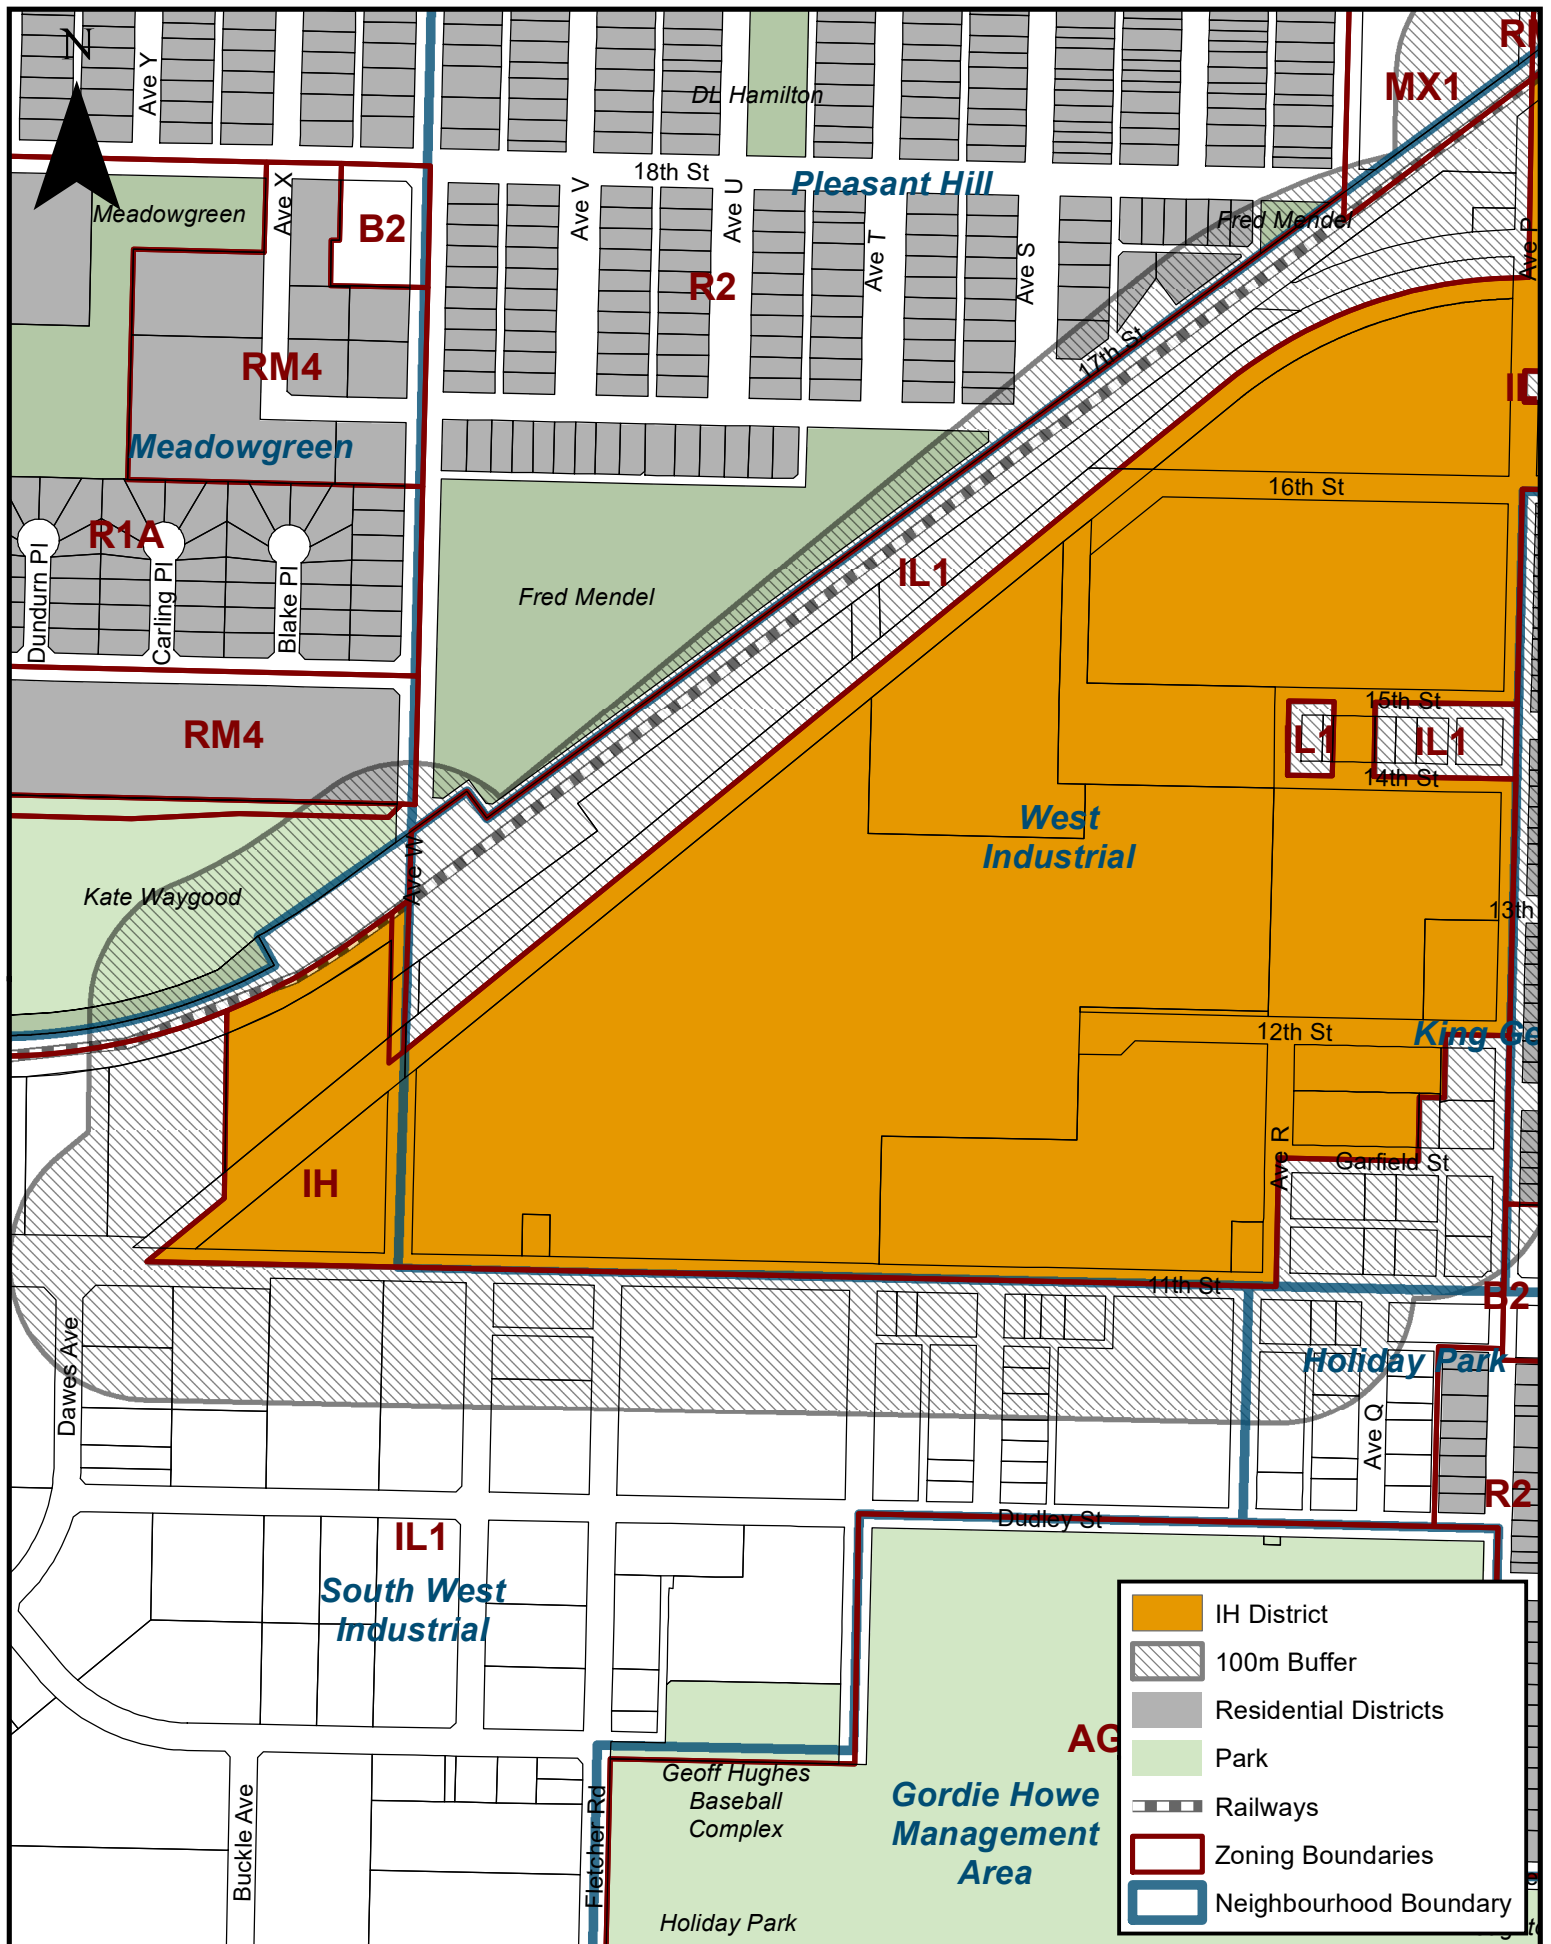 N
Ave Y
DL Hamilton
MX1
18th St
Pleasant Hill
Meadowgreen
Ave X
B2
Ave V
Ave U
Ave T
Ave S
Fred Mendel
Ave P
R2
17th St
RM4
Meadowgreen
16th St
R1A
Dundurn Pl
Carling Pl
Blake Pl
Fred Mendel
IL1
15th St
RM4
L1
IL1
14th St
West
Industrial
Ave W
Kate Waygood
13th
12th St
King Ge
IH
Ave R
Garfield St
11th St
B2
Dawes Ave
Holiday Park
Ave Q
R2
Dudley St
IL1
South West
Industrial
IH District
100m Buffer
Residential Districts
Park
Railways
Zoning Boundaries
Neighbourhood Boundary
AG
Geoff Hughes
Baseball
Complex
Gordie Howe
Management
Area
Buckle Ave
Fletcher Rd
Holiday Park